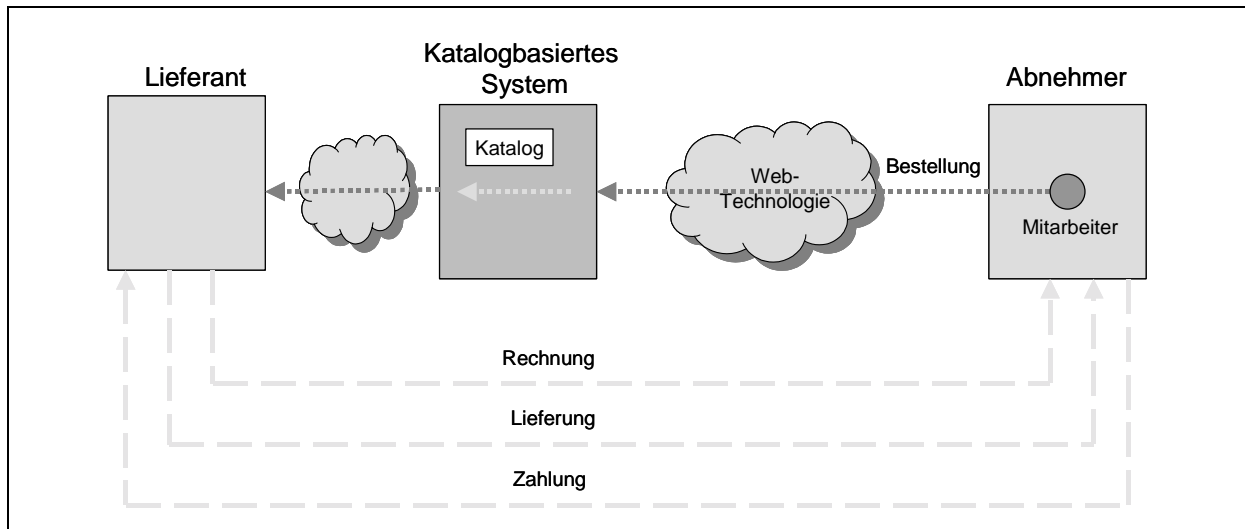 Lieferant
Katalogbasiertes
System
Abnehmer
Katalog
Bestellung
Web-
Technologie
Mitarbeiter
Rechnung
Lieferung
Zahlung